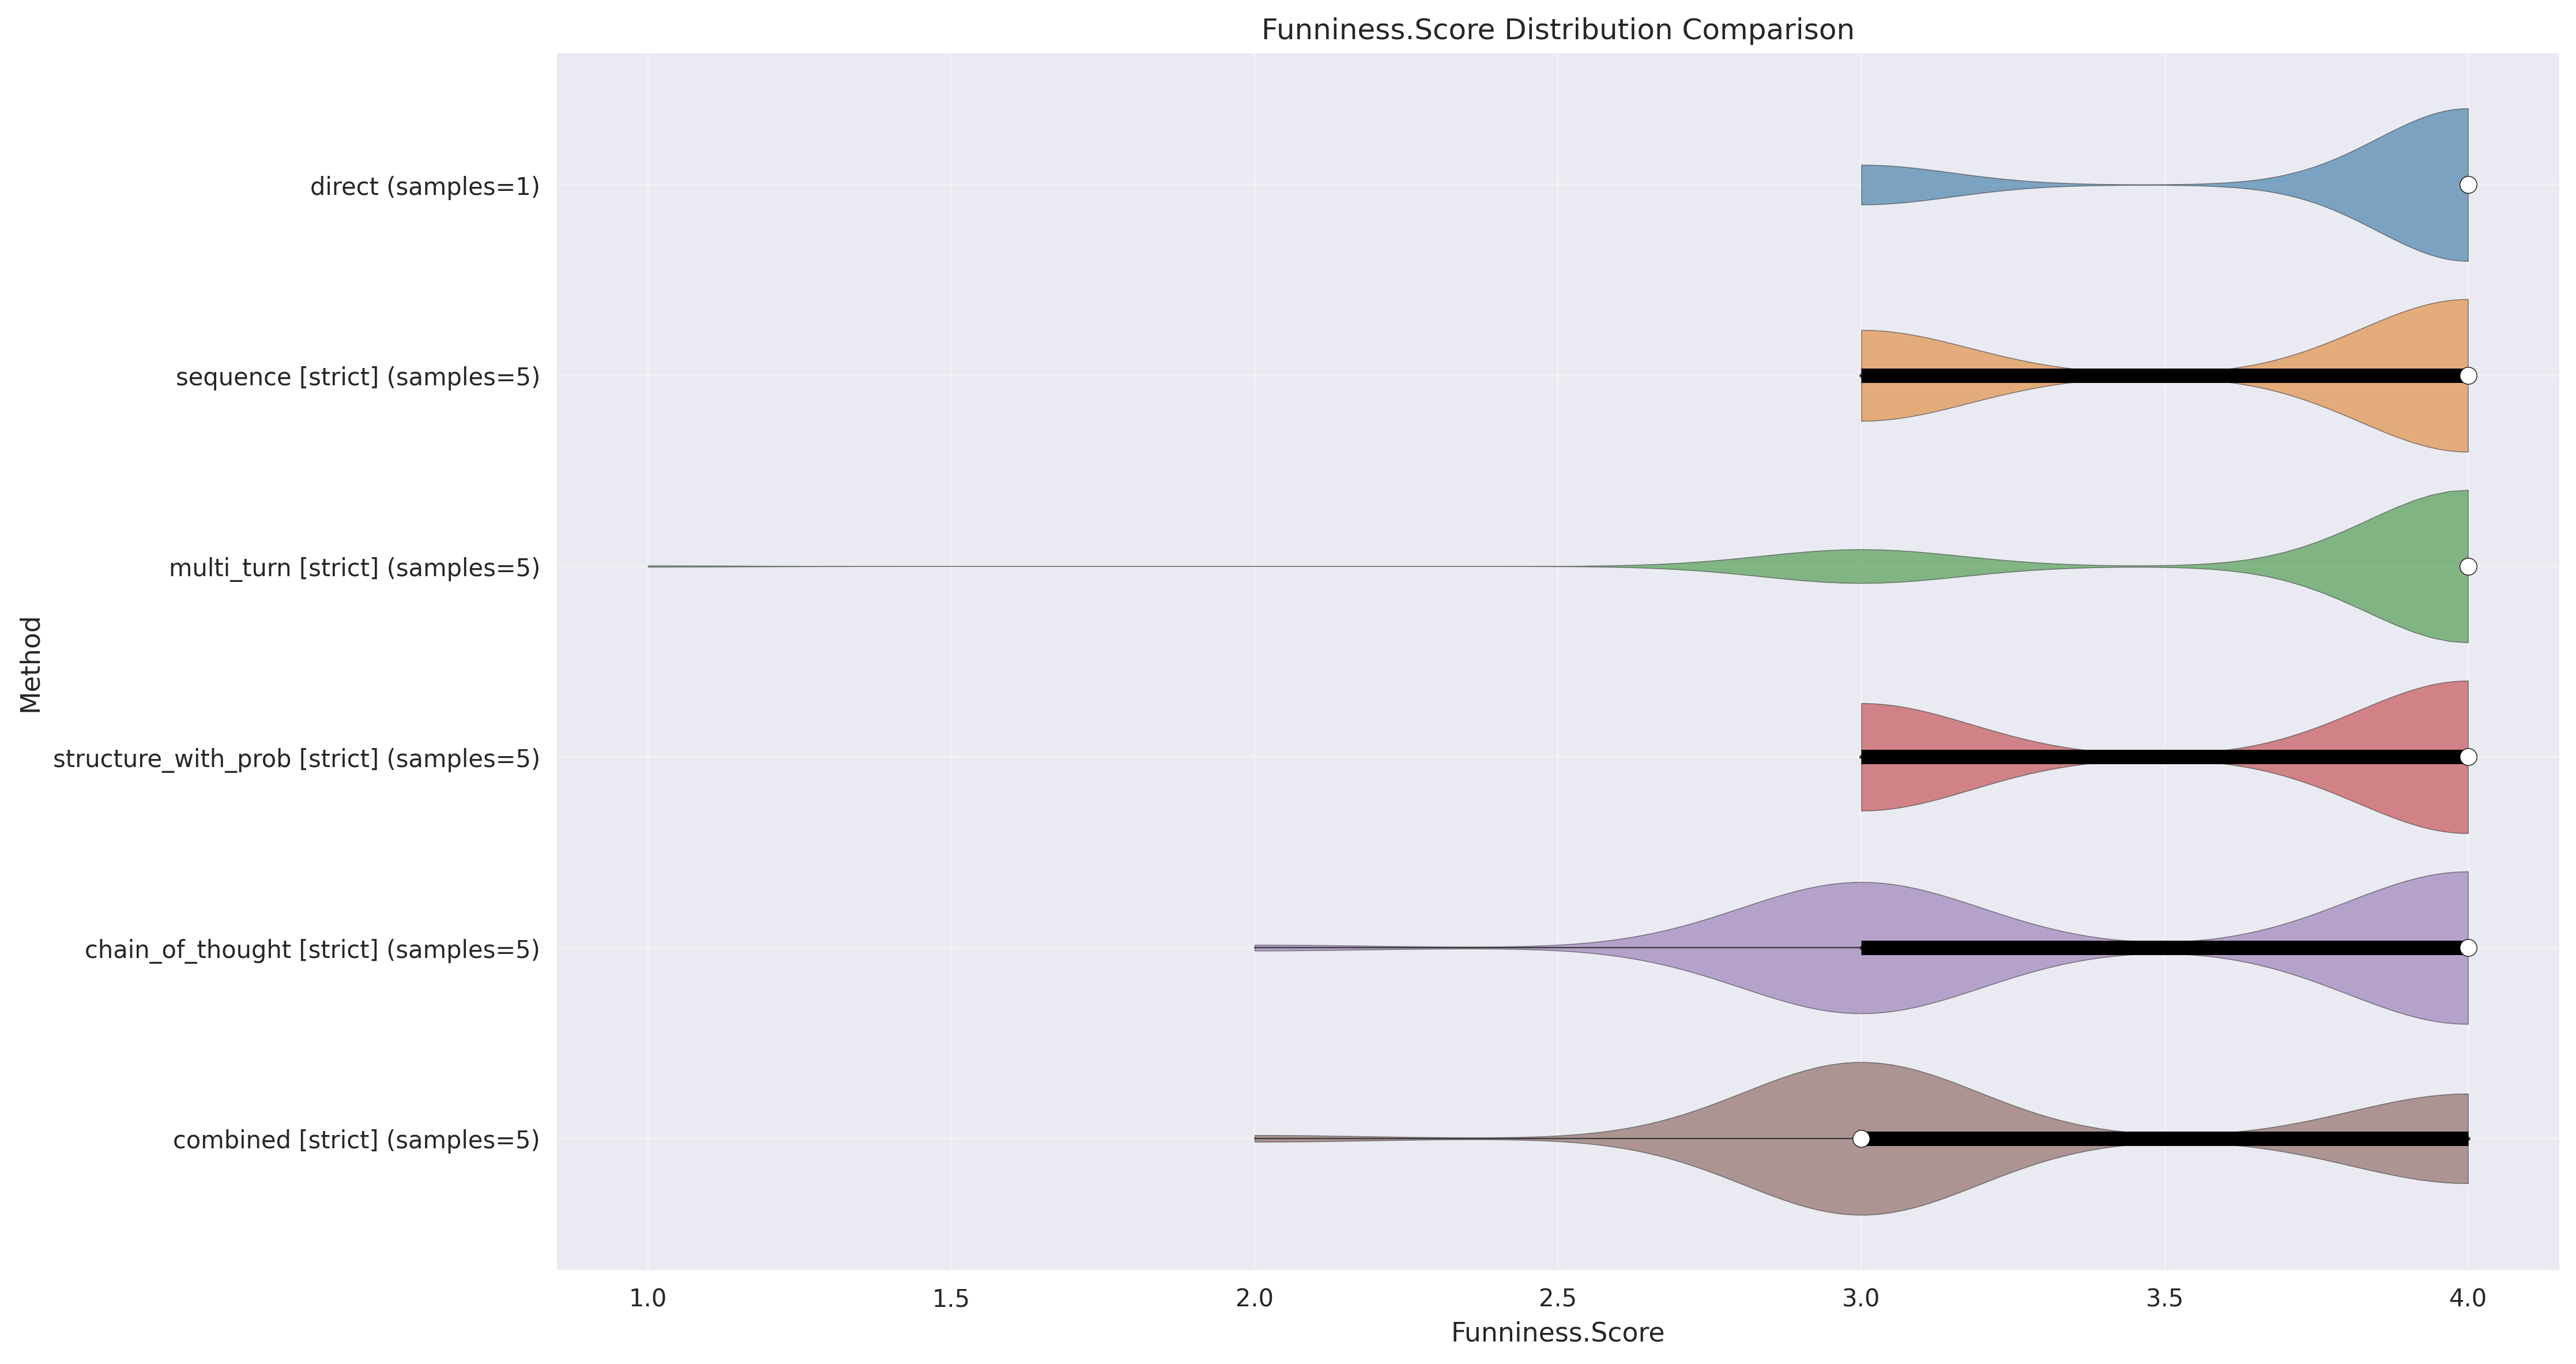 Funniness.Score Distribution Comparison
direct (samples=1)
sequence [strict] (samples=5)
multi_turn [strict] (samples=5)
structure_with_prob [strict] (samples=5)
chain_of_thought [strict] (samples=5)
combined [strict] (samples=5)
Method
1.0 1.5 2.0 2.5 3.0 3.5 4.0
Funniness.Score